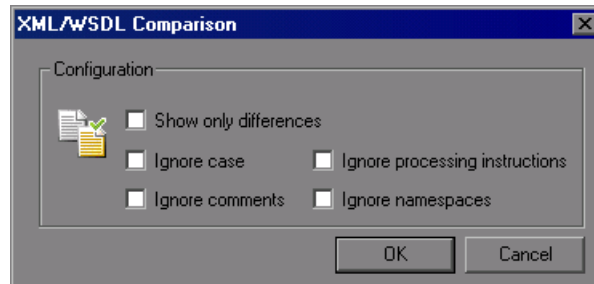 XML/WSDL Comparison
Configuration
Show only differences
Ignore case
Ignore processing instructions
Ignore comments
Ignore namespaces
OK
Cancel